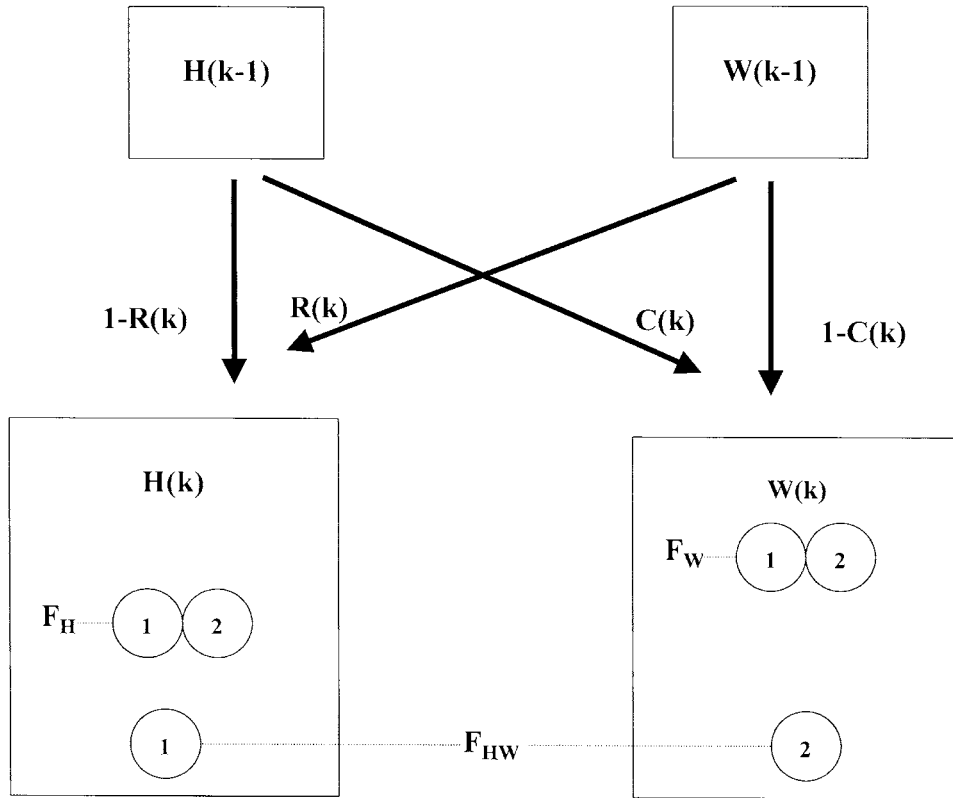 H(k-1)
W(k-1)
1-R(k)
R(k)
C(k)
1-C(k)
H(k)
W(k)
F_W
1
2
F_H
1
2
1
F_HW
2